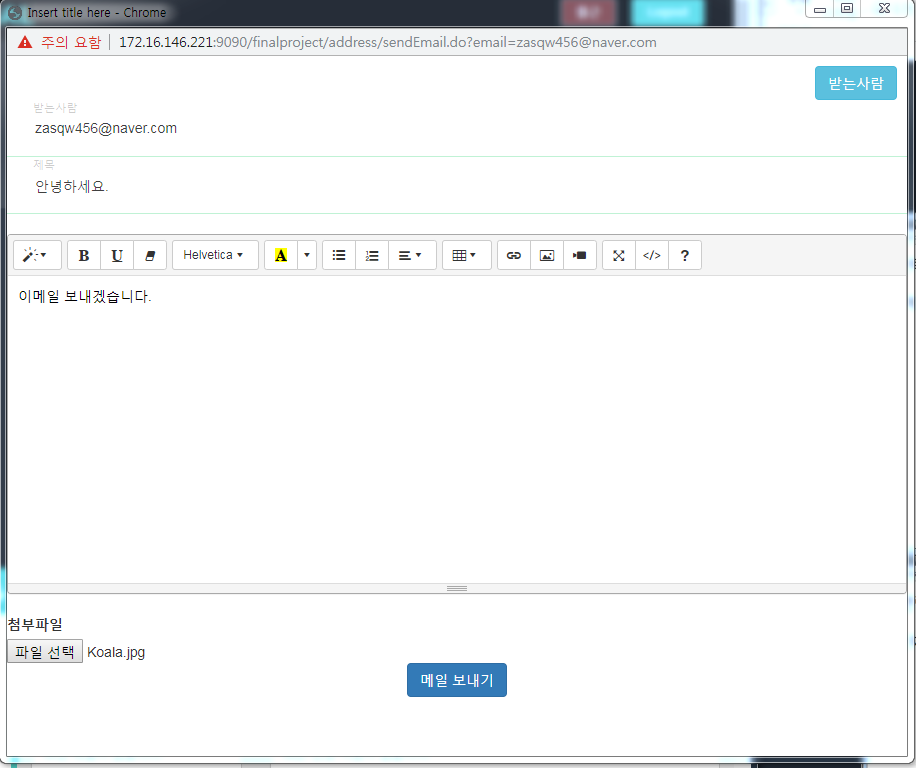 Insert title here - Chrome
주의 요함 172.16.146.221:9090/finalproject/address/sendEmail.do?email=zasqw456@naver.com
받는사람
받는사람
zasqw456@naver.com
제목
안녕하세요.
B U Helvetica A </> ?
이메일 보내겠습니다.
첨부파일
파일 선택 Koala.jpg
메일 보내기